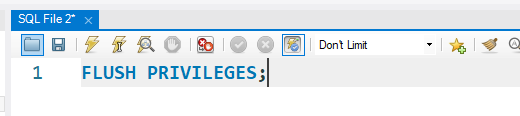 SQL File 2*
Don't Limit
1 FLUSH PRIVILEGES;